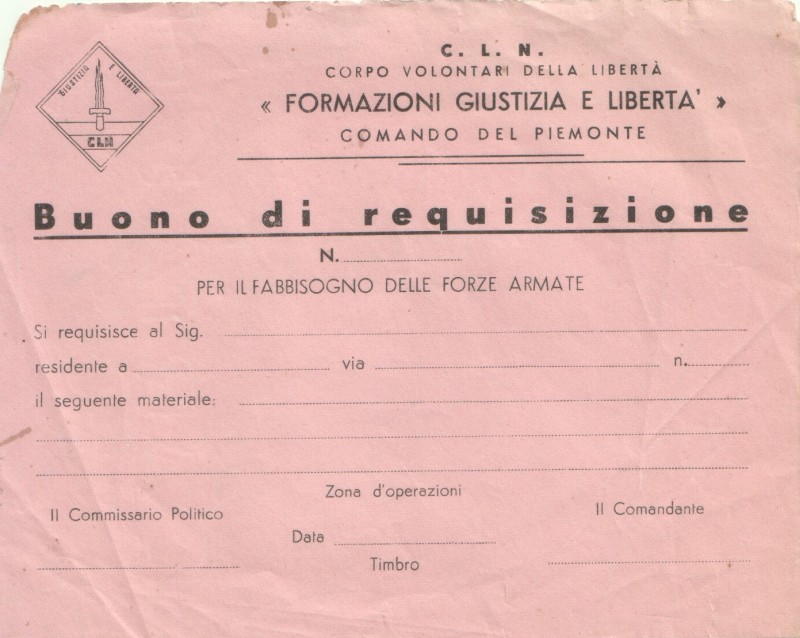 GIUSTIZIA E LIBERTÀ
CLN
C. L. N.
CORPO VOLONTARI DELLA LIBERTÀ
« FORMAZIONI GIUSTIZIA E LIBERTA' »
COMANDO DEL PIEMONTE
Buono di requisizione
N.
PER IL FABBISOGNO DELLE FORZE ARMATE
Si requisisce al Sig.
residente a via n.
il seguente materiale:
Zona d'operazioni
Il Commissario Politico Il Comandante
Data
Timbro